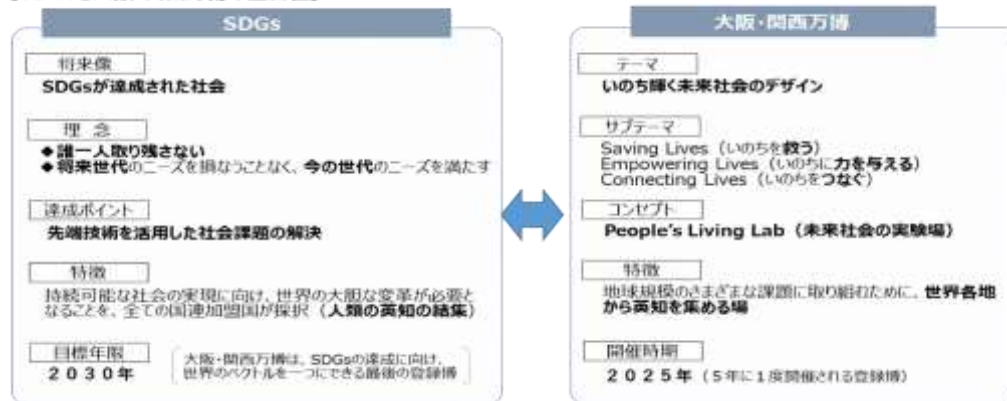 SDGs
将来像
SDGsが達成された社会
理 念
◆誰一人取り残さない
◆将来世代のニーズを損なうことなく、今の世代のニーズを満たす
達成ポイント
先端技術を活用した社会課題の解決
特徴
持続可能な社会の実現に向け、世界の大胆な変革が必要と
なることを、全ての国連加盟国が採択（人類の英知の結集）
目標年限
２０３０年
大阪・関西万博は、SDGsの達成に向け、
世界のベクトルを一つにできる最後の登録博
大阪・関西万博
テーマ
いのち輝く未来社会のデザイン
サブテーマ
Saving Lives（いのちを救う）
Empowering Lives（いのちに力を与える）
Connecting Lives（いのちをつなぐ）
コンセプト
People's Living Lab（未来社会の実験場）
特徴
地球規模のさまざまな課題に取り組むために、世界各地
から英知を集める場
開催時期
２０２５年（５年に１度開催される登録博）